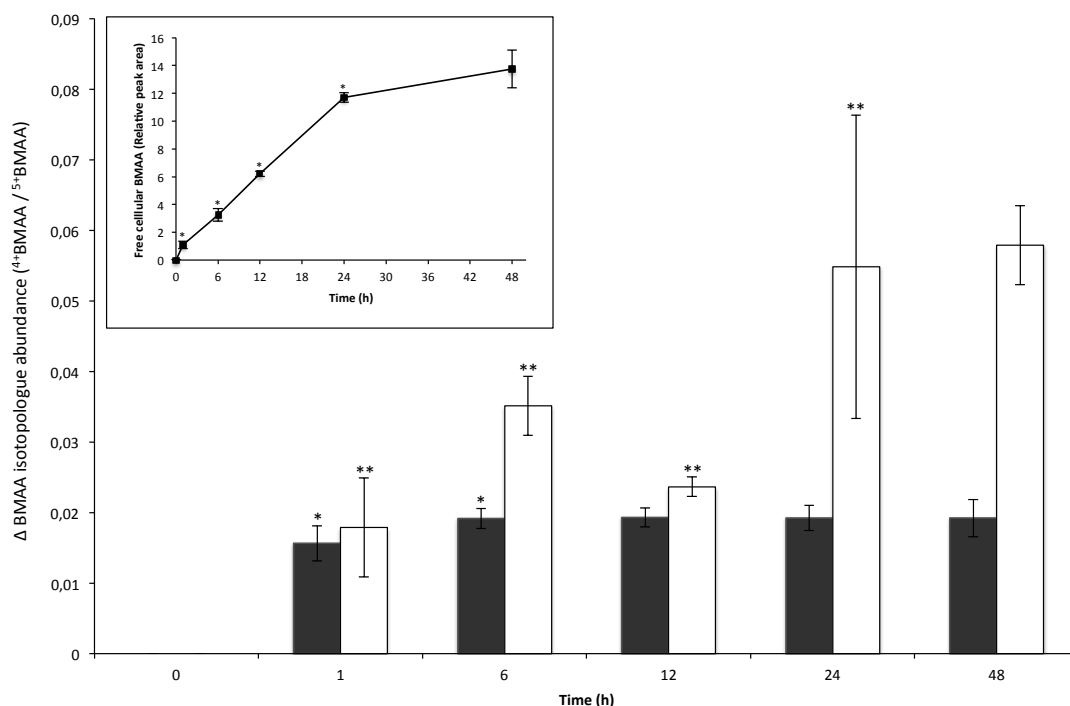 0,09
0,08
0,07
0,06
0,05
0,04
0,03
0,02
0,01
0
Δ BMAA isotopologue abundance (⁴⁺BMAA / ⁵⁺BMAA)
16
14
12
10
8
6
4
2
0
Free celllular BMAA (Relative peak area)
* * * *
0 6 12 18 24 30 36 42 48
Time (h)
* ** * ** ** **
0 1 6 12 24 48
Time (h)